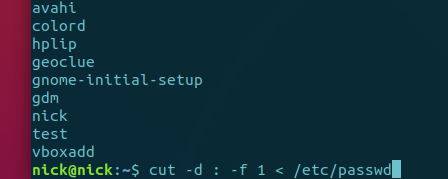 avahi
colord
hplip
geoclue
gnome-initial-setup
gdm
nick
test
vboxadd
nick@nick:~$ cut -d : -f 1 < /etc/passwd